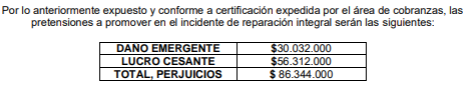 Por lo anteriormente expuesto y conforme a certificación expedida por el área de cobranzas, las
pretensiones a promover en el incidente de reparación integral serán las siguientes:
DANO EMERGENTE $30.032.000
LUCRO CESANTE $56.312.000
TOTAL, PERJUICIOS $ 86.344.000